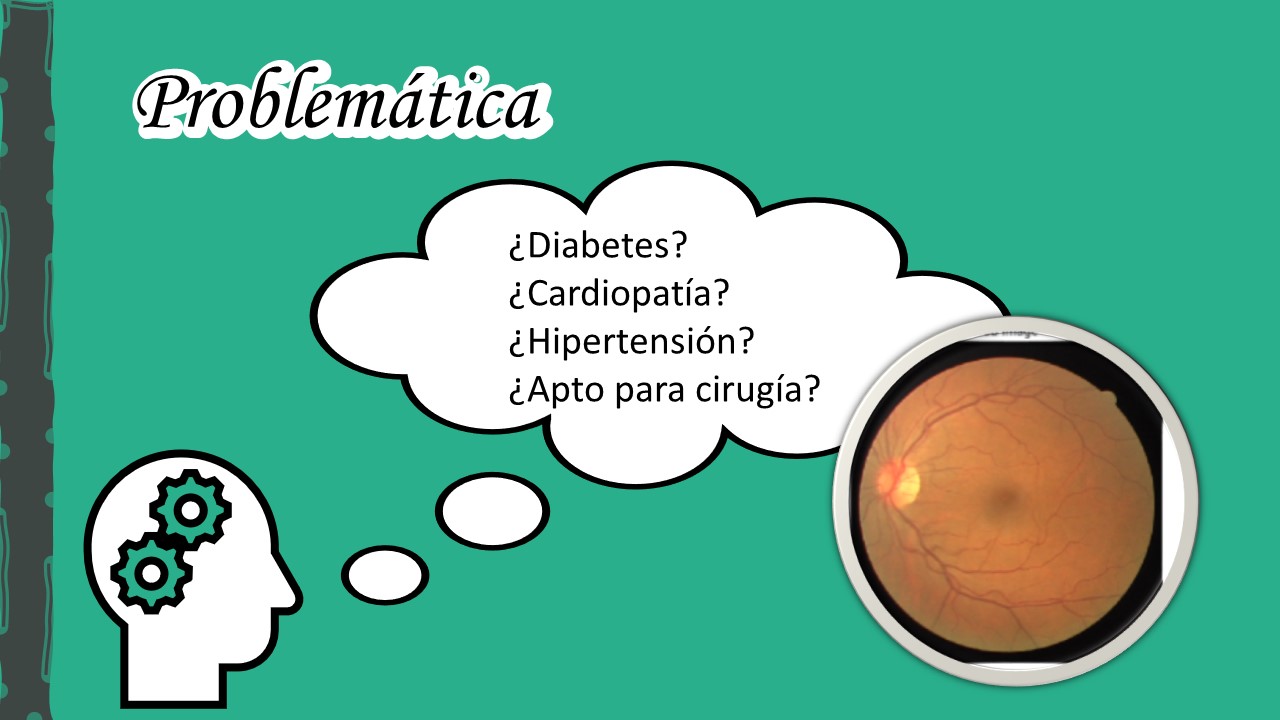 Problemática
¿Diabetes?
¿Cardiopatía?
¿Hipertensión?
¿Apto para cirugía?